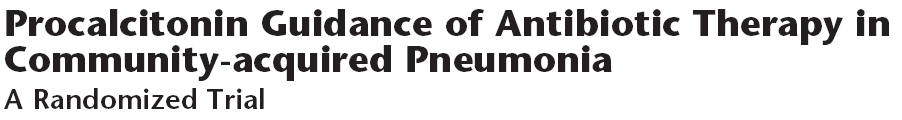 Procalcitonin Guidance of Antibiotic Therapy in
Community-acquired Pneumonia
A Randomized Trial